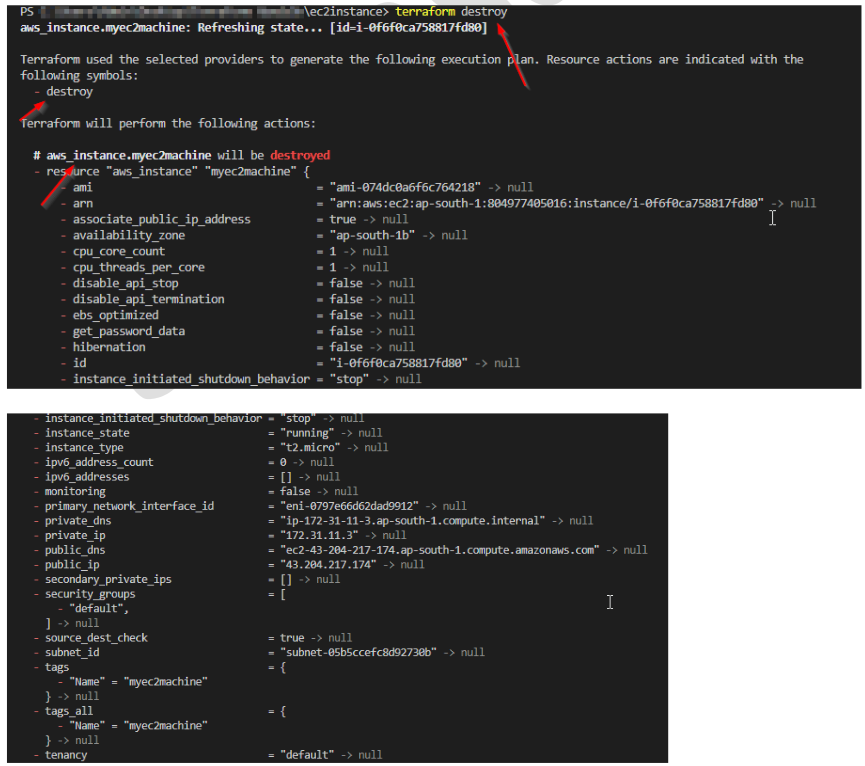 PS \ec2instance> terraform destroy
aws_instance.myec2machine: Refreshing state... [id=i-0f6f0ca758817fd80]
Terraform used the selected providers to generate the following execution plan. Resource actions are indicated with the
following symbols:
- destroy
Terraform will perform the following actions:
# aws_instance.myec2machine will be destroyed
- resource "aws_instance" "myec2machine" {
- ami = "ami-074dc0a6f6c764218" -> null
- arn = "arn:aws:ec2:ap-south-1:804977405016:instance/i-0f6f0ca758817fd80" -> null
- associate_public_ip_address = true -> null
- availability_zone = "ap-south-1b" -> null
- cpu_core_count = 1 -> null
- cpu_threads_per_core = 1 -> null
- disable_api_stop = false -> null
- disable_api_termination = false -> null
- ebs_optimized = false -> null
- get_password_data = false -> null
- hibernation = false -> null
- id = "i-0f6f0ca758817fd80" -> null
- instance_initiated_shutdown_behavior = "stop" -> null
- instance_initiated_shutdown_behavior = "stop" -> null
- instance_state = "running" -> null
- instance_type = "t2.micro" -> null
- ipv6_address_count = 0 -> null
- ipv6_addresses = [] -> null
- monitoring = false -> null
- primary_network_interface_id = "eni-0797e66d62dad9912" -> null
- private_dns = "ip-172-31-11-3.ap-south-1.compute.internal" -> null
- private_ip = "172.31.11.3" -> null
- public_dns = "ec2-43-204-217-174.ap-south-1.compute.amazonaws.com" -> null
- public_ip = "43.204.217.174" -> null
- secondary_private_ips = [] -> null
- security_groups = [
- "default",
] -> null
- source_dest_check = true -> null
- subnet_id = "subnet-05b5ccefc8d92730b" -> null
- tags = {
- "Name" = "myec2machine"
} -> null
- tags_all = {
- "Name" = "myec2machine"
} -> null
- tenancy = "default" -> null